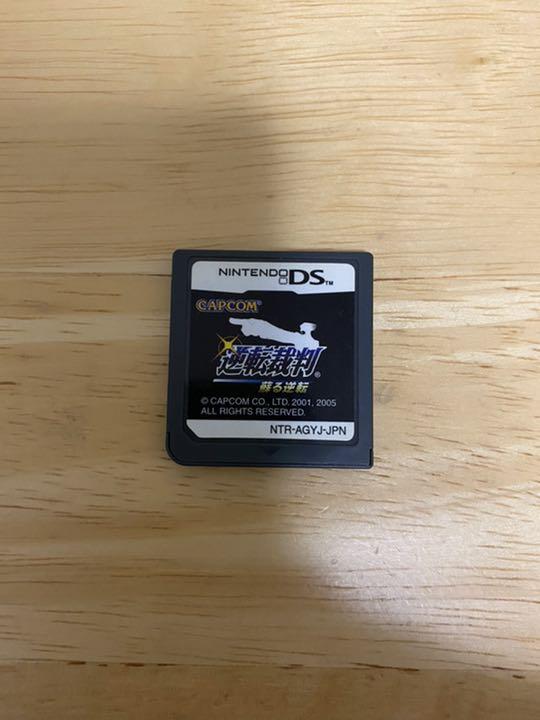 NINTENDO DS™
CAPCOM®
逆転裁判®
蘇る逆転
© CAPCOM CO., LTD. 2001, 2005
ALL RIGHTS RESERVED.
NTR-AGYJ-JPN